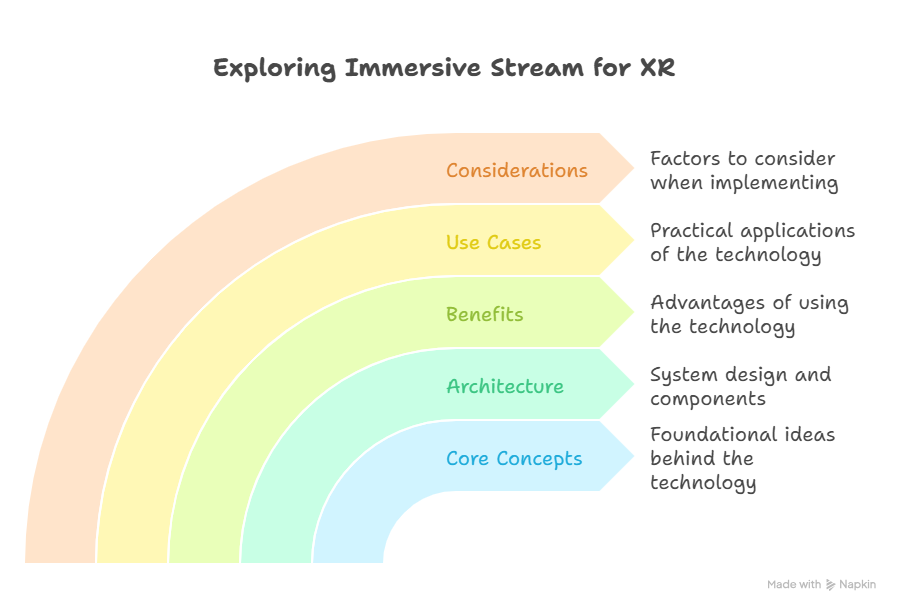 Exploring Immersive Stream for XR
Considerations
Factors to consider
when implementing
Use Cases
Practical applications
of the technology
Benefits
Advantages of using
the technology
Architecture
System design and
components
Core Concepts
Foundational ideas
behind the
technology
Made with Napkin